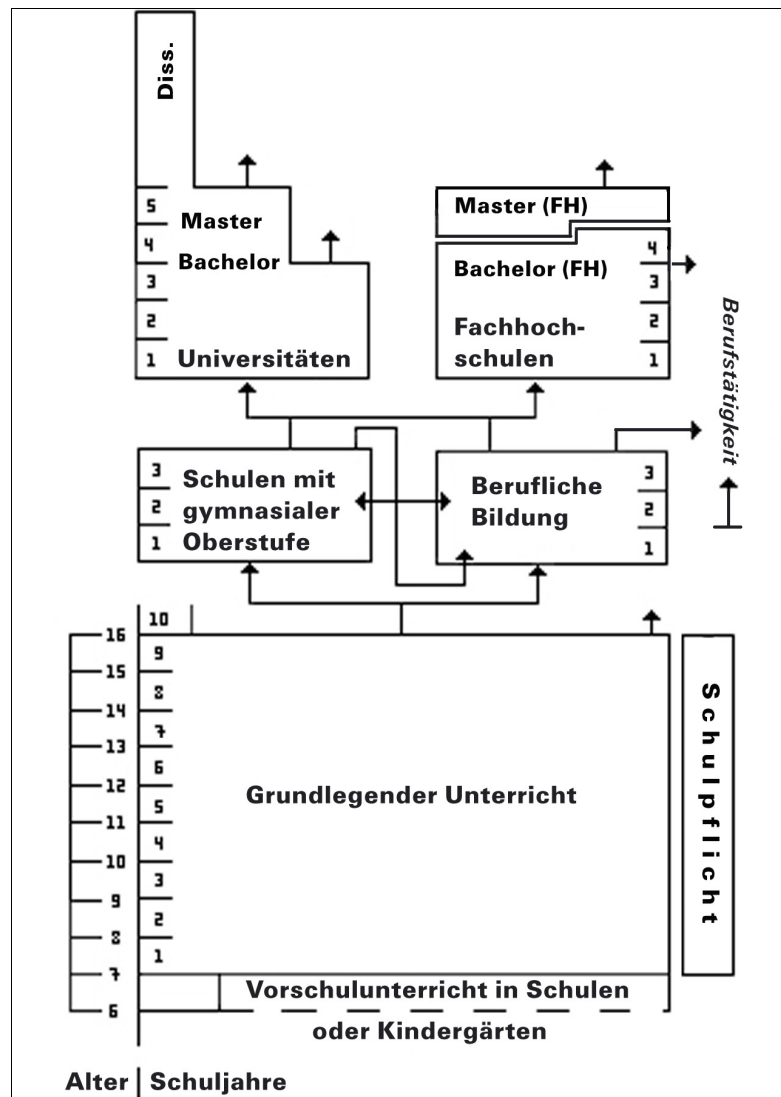 Diss.
5
Master
Master (FH)
4
Bachelor
Bachelor (FH)
4
3
3
2
Fachhoch-
2
1
Universitäten
schulen
1
Berufstätigkeit
3
Schulen mit
Berufliche
3
2
gymnasialer
Bildung
2
1
Oberstufe
1
10
16
9
15
8
14
7
13
6
12
Grundlegender Unterricht
5
11
4
10
3
9
2
8
1
7
Schulpflicht
Vorschulunterricht in Schulen
6
oder Kindergärten
Alter Schuljahre